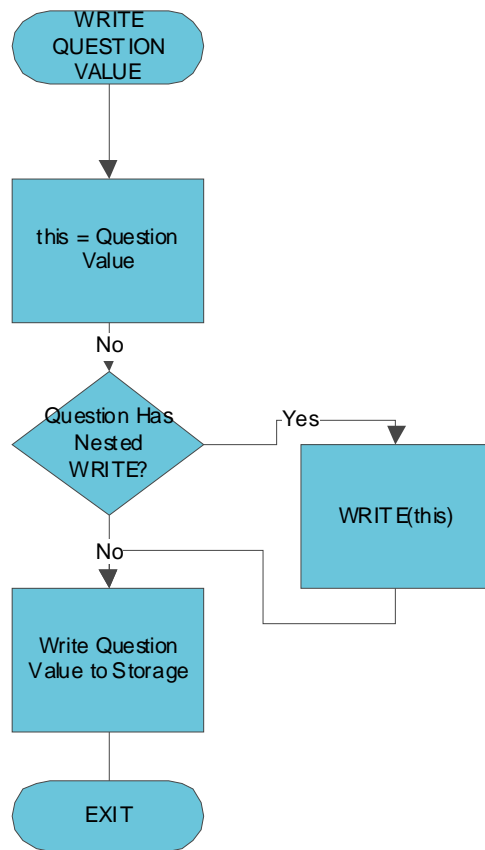 WRITE
QUESTION
VALUE
this = Question
Value
No
Question Has
Nested
WRITE?
Yes
WRITE(this)
No
Write Question
Value to Storage
EXIT